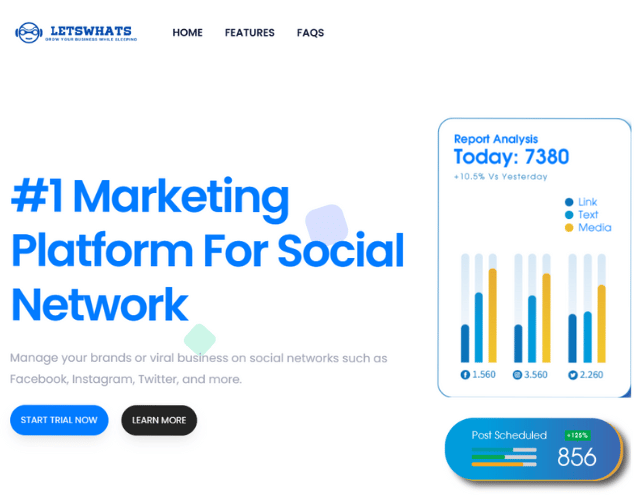 LETSWHATS
GROW YOUR BUSINESS WHILE SLEEPING
HOME FEATURES FAQS
#1 Marketing
Platform For Social
Network
Manage your brands or viral business on social networks such as
Facebook, Instagram, Twitter, and more.
START TRIAL NOW LEARN MORE
Report Analysis
Today: 7380
+10.5% Vs Yesterday
Link
Text
Media
1.560 3.560 2.260
Post Scheduled +126%
856